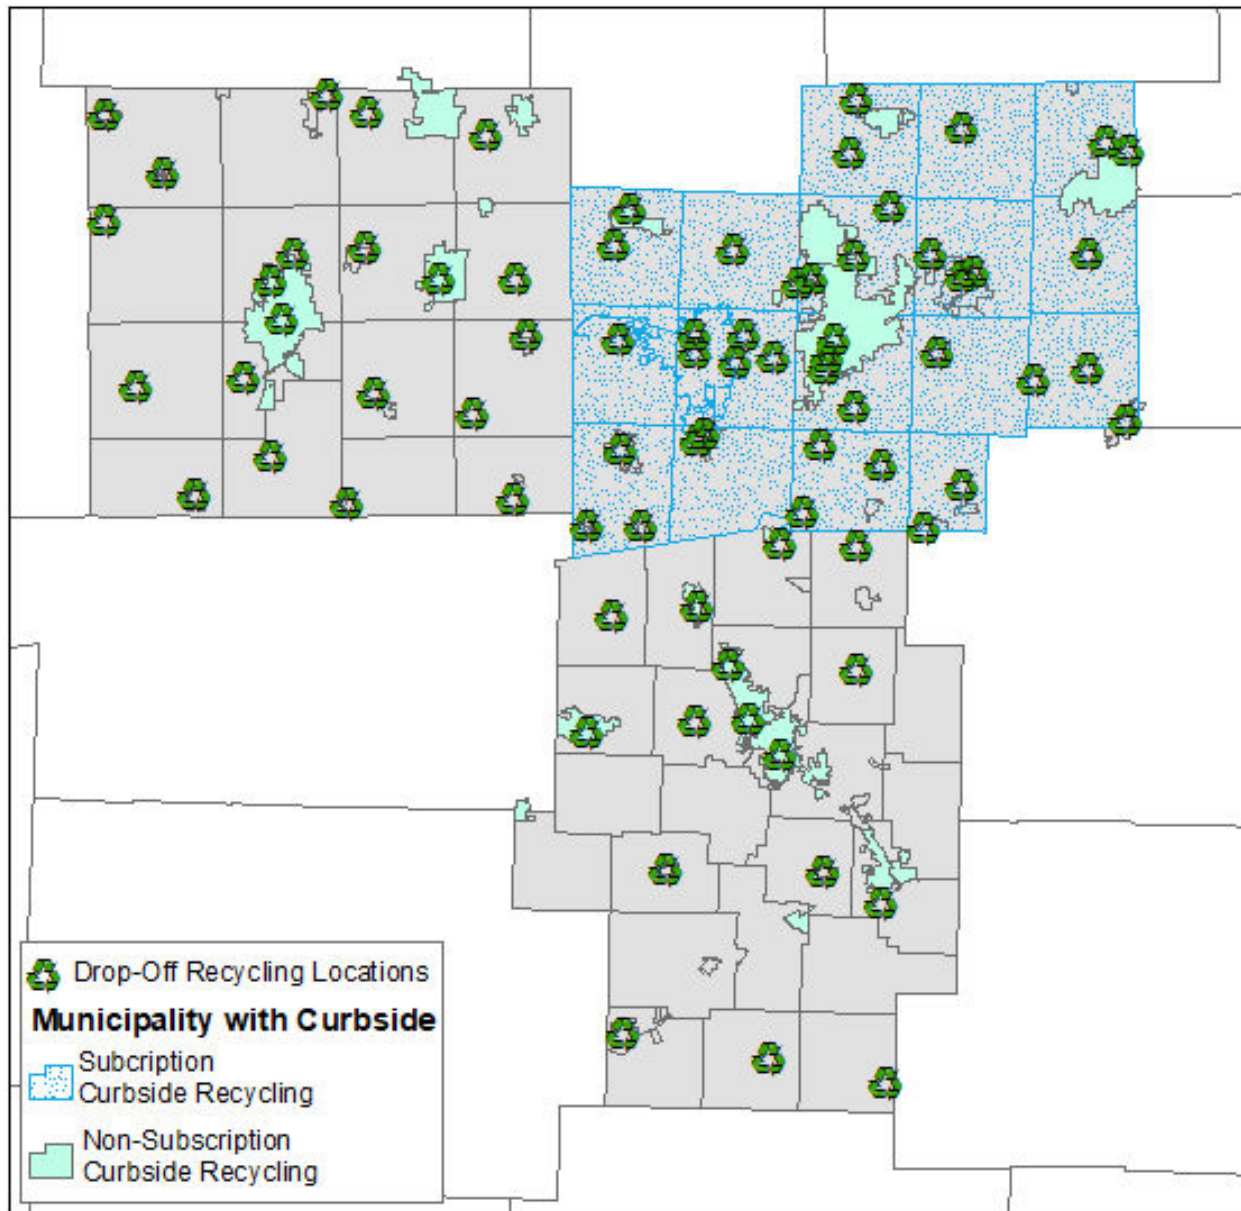 Drop-Off Recycling Locations
Municipality with Curbside
Subcription
Curbside Recycling
Non-Subscription
Curbside Recycling